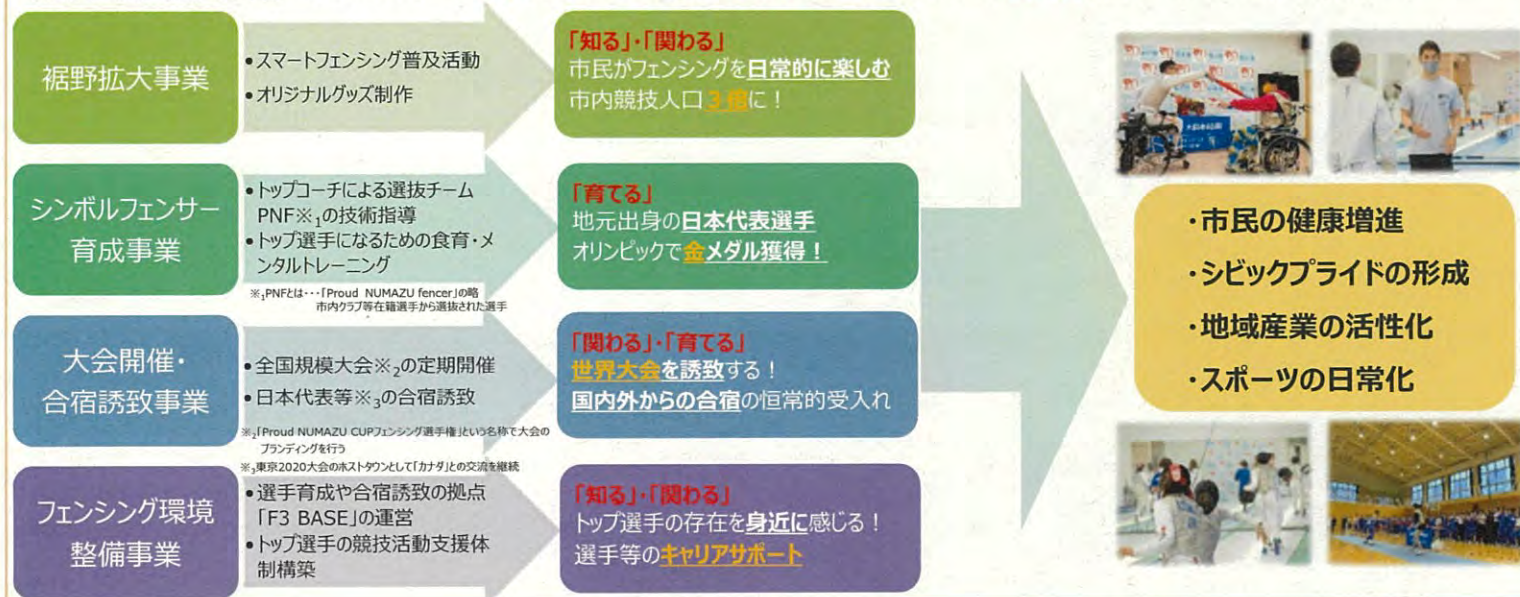 裾野拡大事業
•スマートフェンシング普及活動
•オリジナルグッズ制作
「知る」・「関わる」
市民がフェンシングを日常的に楽しむ
市内競技人口3倍に！
シンボルフェンサー
育成事業
•トップコーチによる選抜チーム
PNF※1の技術指導
•トップ選手になるための食育・メ
ンタルトレーニング
※1PNFとは・・・「Proud NUMAZU fencer」の略
市内クラブ等在籍選手から選抜された選手
「育てる」
地元出身の日本代表選手
オリンピックで金メダル獲得！
大会開催・
合宿誘致事業
•全国規模大会※2の定期開催
•日本代表等※3の合宿誘致
※2「Proud NUMAZU CUPフェンシング選手権」という名称で大会の
ブランディングを行う
※3東京2020大会のホストタウンとして「カナダ」との交流を継続
「関わる」・「育てる」
世界大会を誘致する！
国内外からの合宿の恒常的受入れ
フェンシング環境
整備事業
•選手育成や合宿誘致の拠点
「F3 BASE」の運営
•トップ選手の競技活動支援体
制構築
「知る」・「関わる」
トップ選手の存在を身近に感じる！
選手等のキャリアサポート
・市民の健康増進
・シビックプライドの形成
・地域産業の活性化
・スポーツの日常化